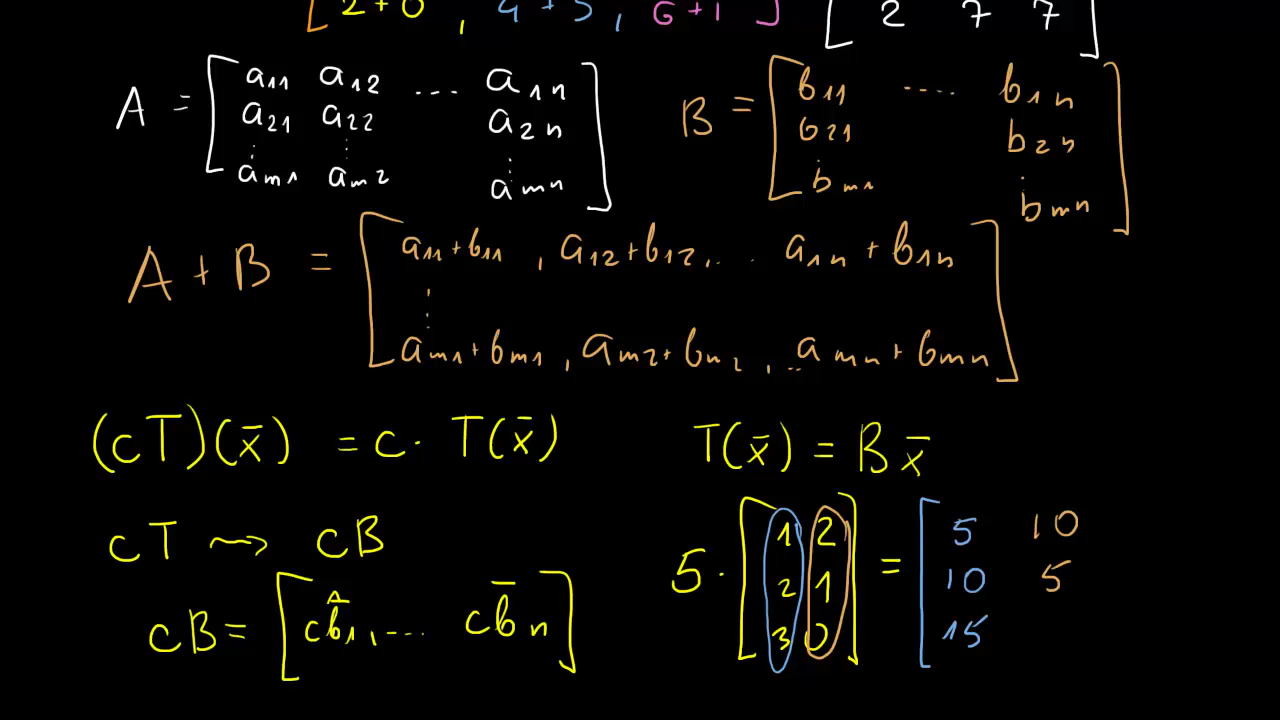 [ 2+0 , 4+3 , 6+1 ] [ 2 7 7 ]
A = [ a11 a12 .... a1n B = [ b11 .... b1n
a21 a22 a2n b21 b2n
⋮ ⋮ ⋮
am1 am2 amn ] bm1 bmn ]
A + B = [ a11+b11 , a12+b12, .. a1n + b1n
⋮
am1+bm1 , am2+bm2 , .. amn + bmn ]
(cT)(x̄) = c · T(x̄) T(x̄) = B x̄
cT ⇝ cB
5 · [ 1 2 = [ 5 10
2 1 10 5
3 0 ] 15
cB = [ cb̄1, ... cb̄n ]